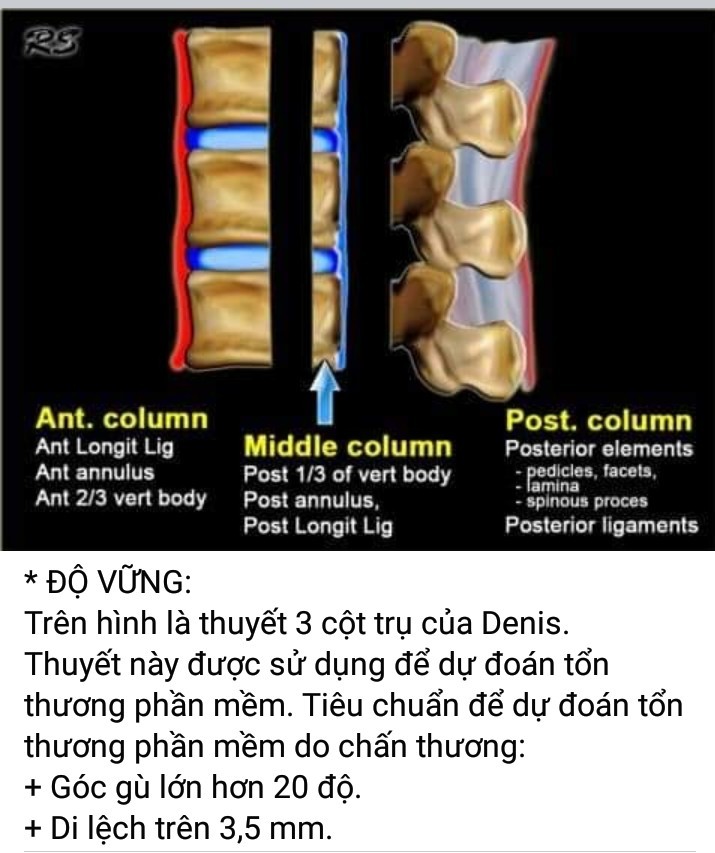 RS
Ant. column
Ant Longit Lig
Ant annulus
Ant 2/3 vert body
Middle column
Post 1/3 of vert body
Post annulus,
Post Longit Lig
Post. column
Posterior elements
- pedicles, facets,
- lamina
- spinous proces
Posterior ligaments
* ĐỘ VỮNG:
Trên hình là thuyết 3 cột trụ của Denis.
Thuyết này được sử dụng để dự đoán tổn
thương phần mềm. Tiêu chuẩn để dự đoán tổn
thương phần mềm do chấn thương:
+ Góc gù lớn hơn 20 độ.
+ Di lệch trên 3,5 mm.